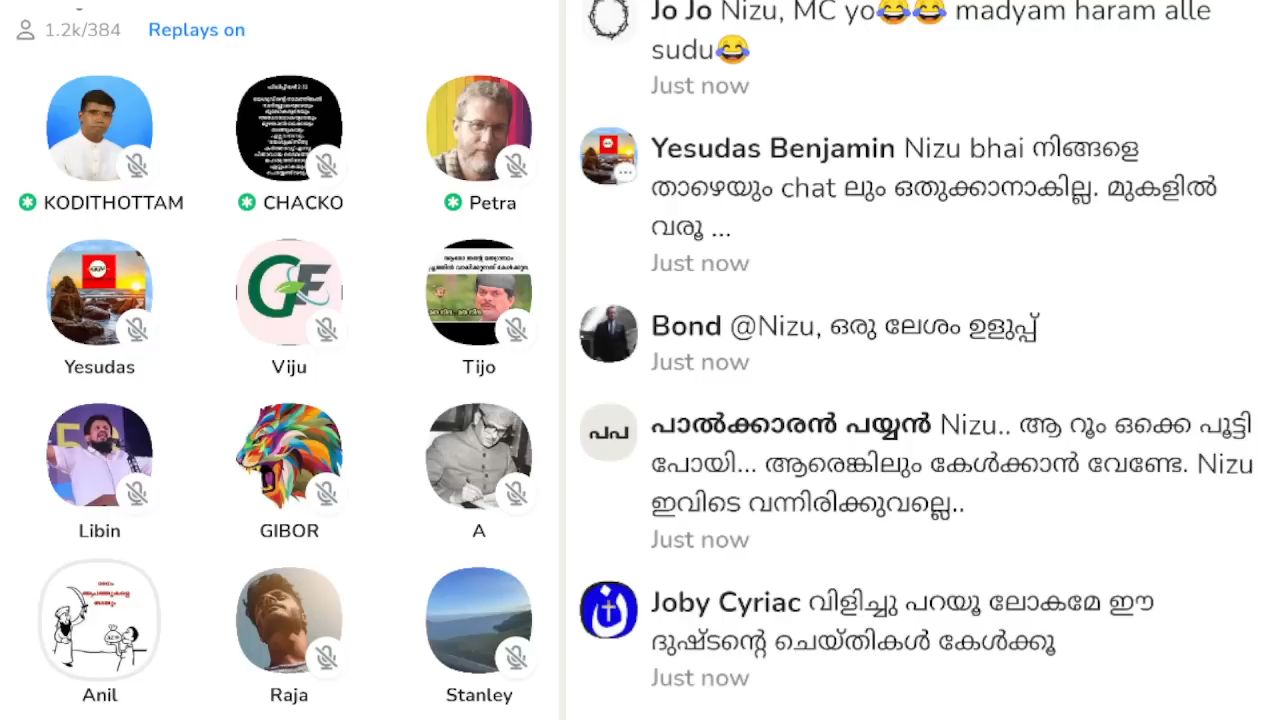 1.2k/384 Replays on
KODITHOTTAM
CHACKO
Petra
Yesudas
Viju
Tijo
Libin
GIBOR
A
Anil
Raja
Stanley
Jo Jo Nizu, MC yo😂😂 madyam haram alle
sudu😂
Just now
Yesudas Benjamin Nizu bhai നിങ്ങളെ
താഴെയും chat ലും ഒതുക്കാനാകില്ല. മുകളിൽ
വരൂ ...
Just now
Bond @Nizu, ഒരു ലേശം ഉളുപ്പ്
Just now
പപ
പാൽക്കാരൻ പയ്യൻ Nizu.. ആ റൂം ഒക്കെ പൂട്ടി
പോയി... ആരെങ്കിലും കേൾക്കാൻ വേണ്ടേ. Nizu
ഇവിടെ വന്നിരിക്കുവല്ലെ..
Just now
Joby Cyriac വിളിച്ചു പറയൂ ലോകമേ ഈ
ദുഷ്ടന്റെ ചെയ്തികൾ കേൾക്കൂ
Just now